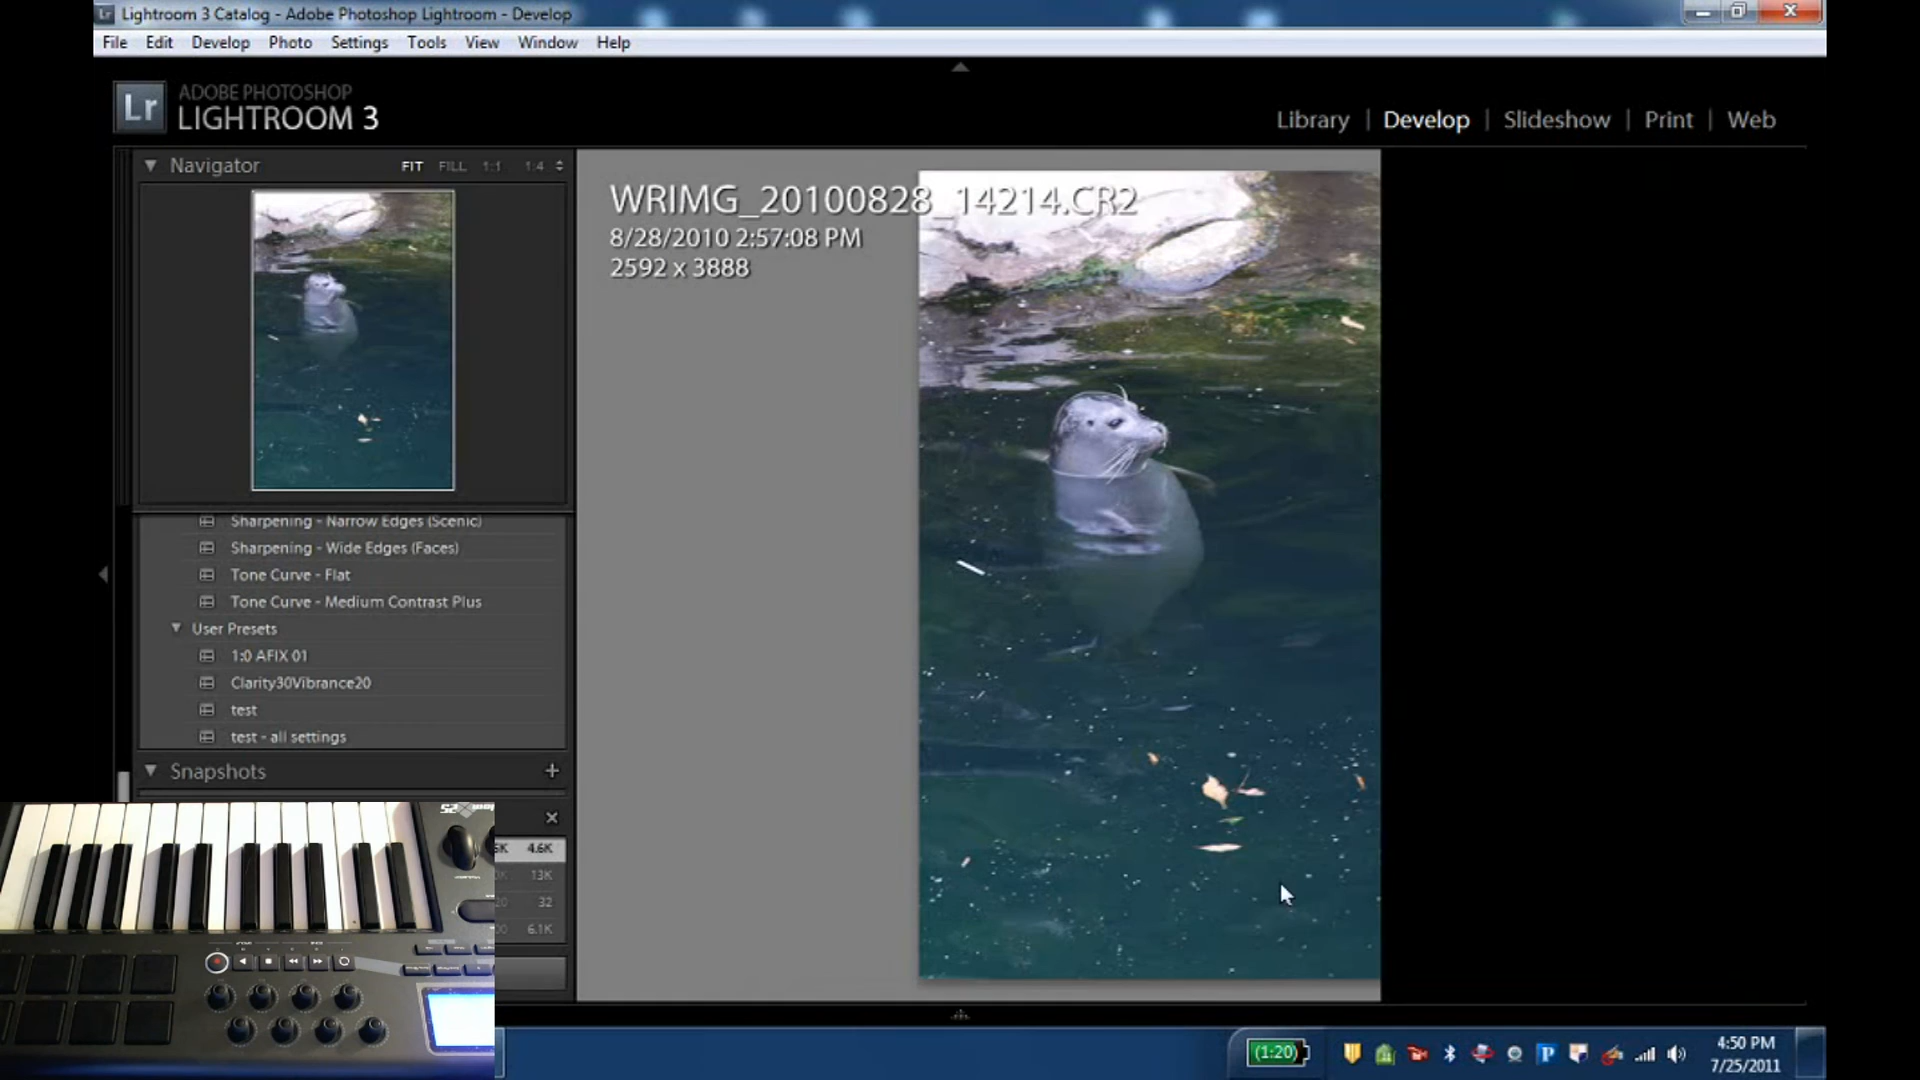 Lightroom 3 Catalog - Adobe Photoshop Lightroom - Develop
File Edit Develop Photo Settings Tools View Window Help
Lr ADOBE PHOTOSHOP
LIGHTROOM 3
Library | Develop | Slideshow | Print | Web
Navigator FIT FILL 1:1 1:4
WRIMG_20100828_14214.CR2
8/28/2010 2:57:08 PM
2592 x 3888
Sharpening - Narrow Edges (Scenic)
Sharpening - Wide Edges (Faces)
Tone Curve - Flat
Tone Curve - Medium Contrast Plus
User Presets
1:0 AFIX 01
Clarity30Vibrance20
test
test - all settings
Snapshots
4.6K
13K
32
6.1K
(1:20)
4:50 PM
7/25/2011